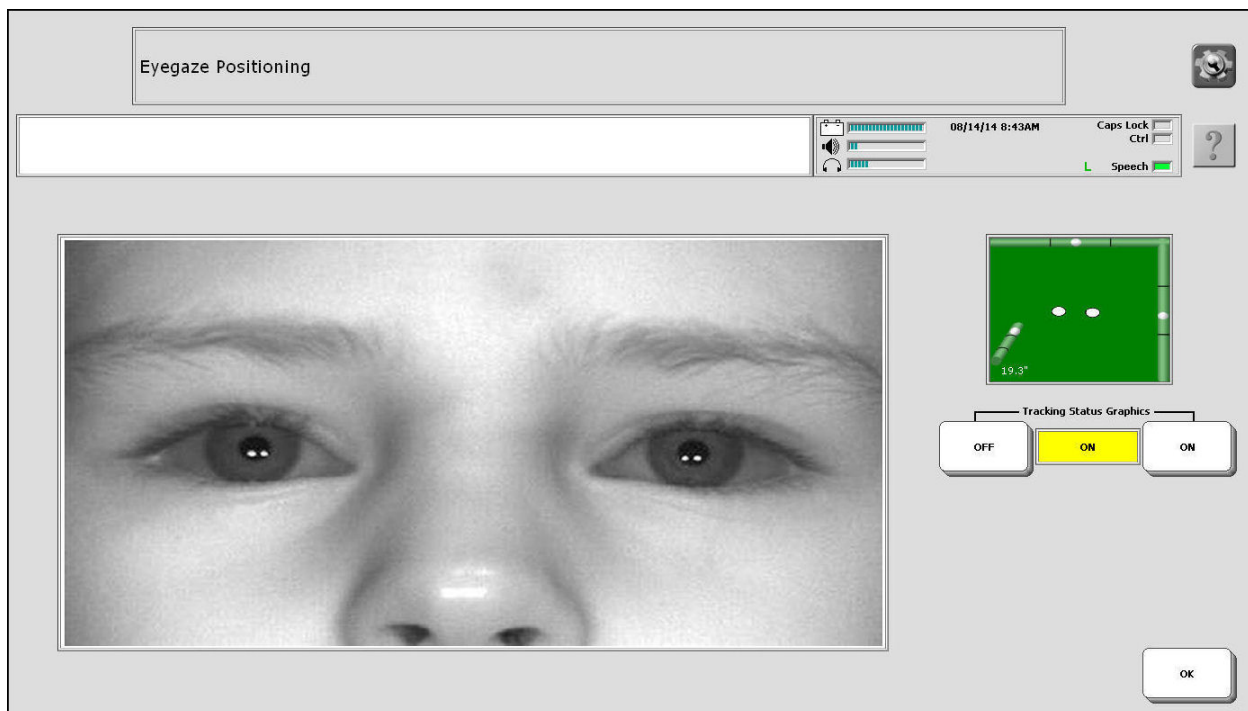 Eyegaze Positioning
08/14/14 8:43AM
Caps Lock
Ctrl
L Speech
?
19.3"
Tracking Status Graphics
OFF
ON
ON
OK